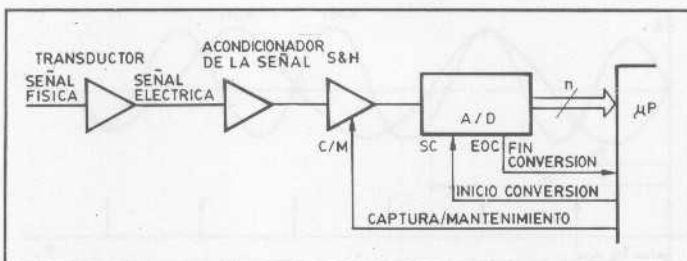 TRANSDUCTOR
ACONDICIONADOR
DE LA SEÑAL
S&H
SEÑAL
FISICA
SEÑAL
ELECTRICA
n
A/D
μP
C/M
SC
EOC
FIN
CONVERSION
INICIO CONVERSION
CAPTURA/MANTENIMIENTO